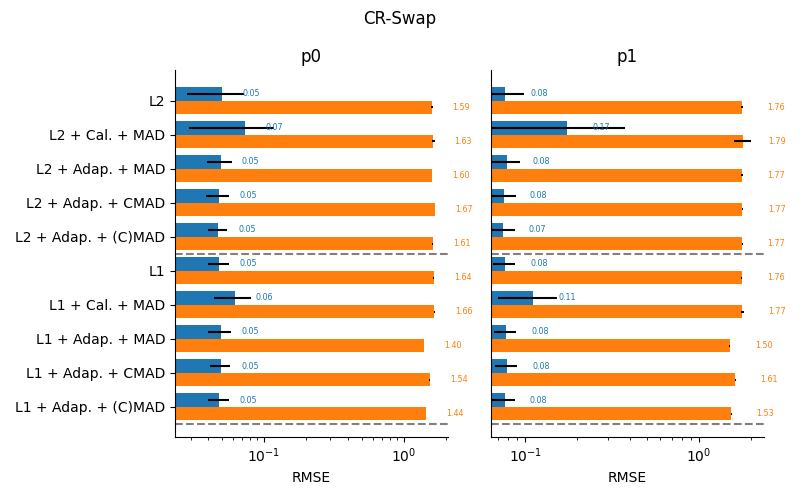 CR-Swap
p0
p1
L2
0.05
1.59
0.08
1.76
L2 + Cal. + MAD
0.07
1.63
0.17
1.79
L2 + Adap. + MAD
0.05
1.60
0.08
1.77
L2 + Adap. + CMAD
0.05
1.67
0.08
1.77
L2 + Adap. + (C)MAD
0.05
1.61
0.07
1.77
L1
0.05
1.64
0.08
1.76
L1 + Cal. + MAD
0.06
1.66
0.11
1.77
L1 + Adap. + MAD
0.05
1.40
0.08
1.50
L1 + Adap. + CMAD
0.05
1.54
0.08
1.61
L1 + Adap. + (C)MAD
0.05
1.44
0.08
1.53
10⁻¹
10⁰
10⁻¹
10⁰
RMSE
RMSE